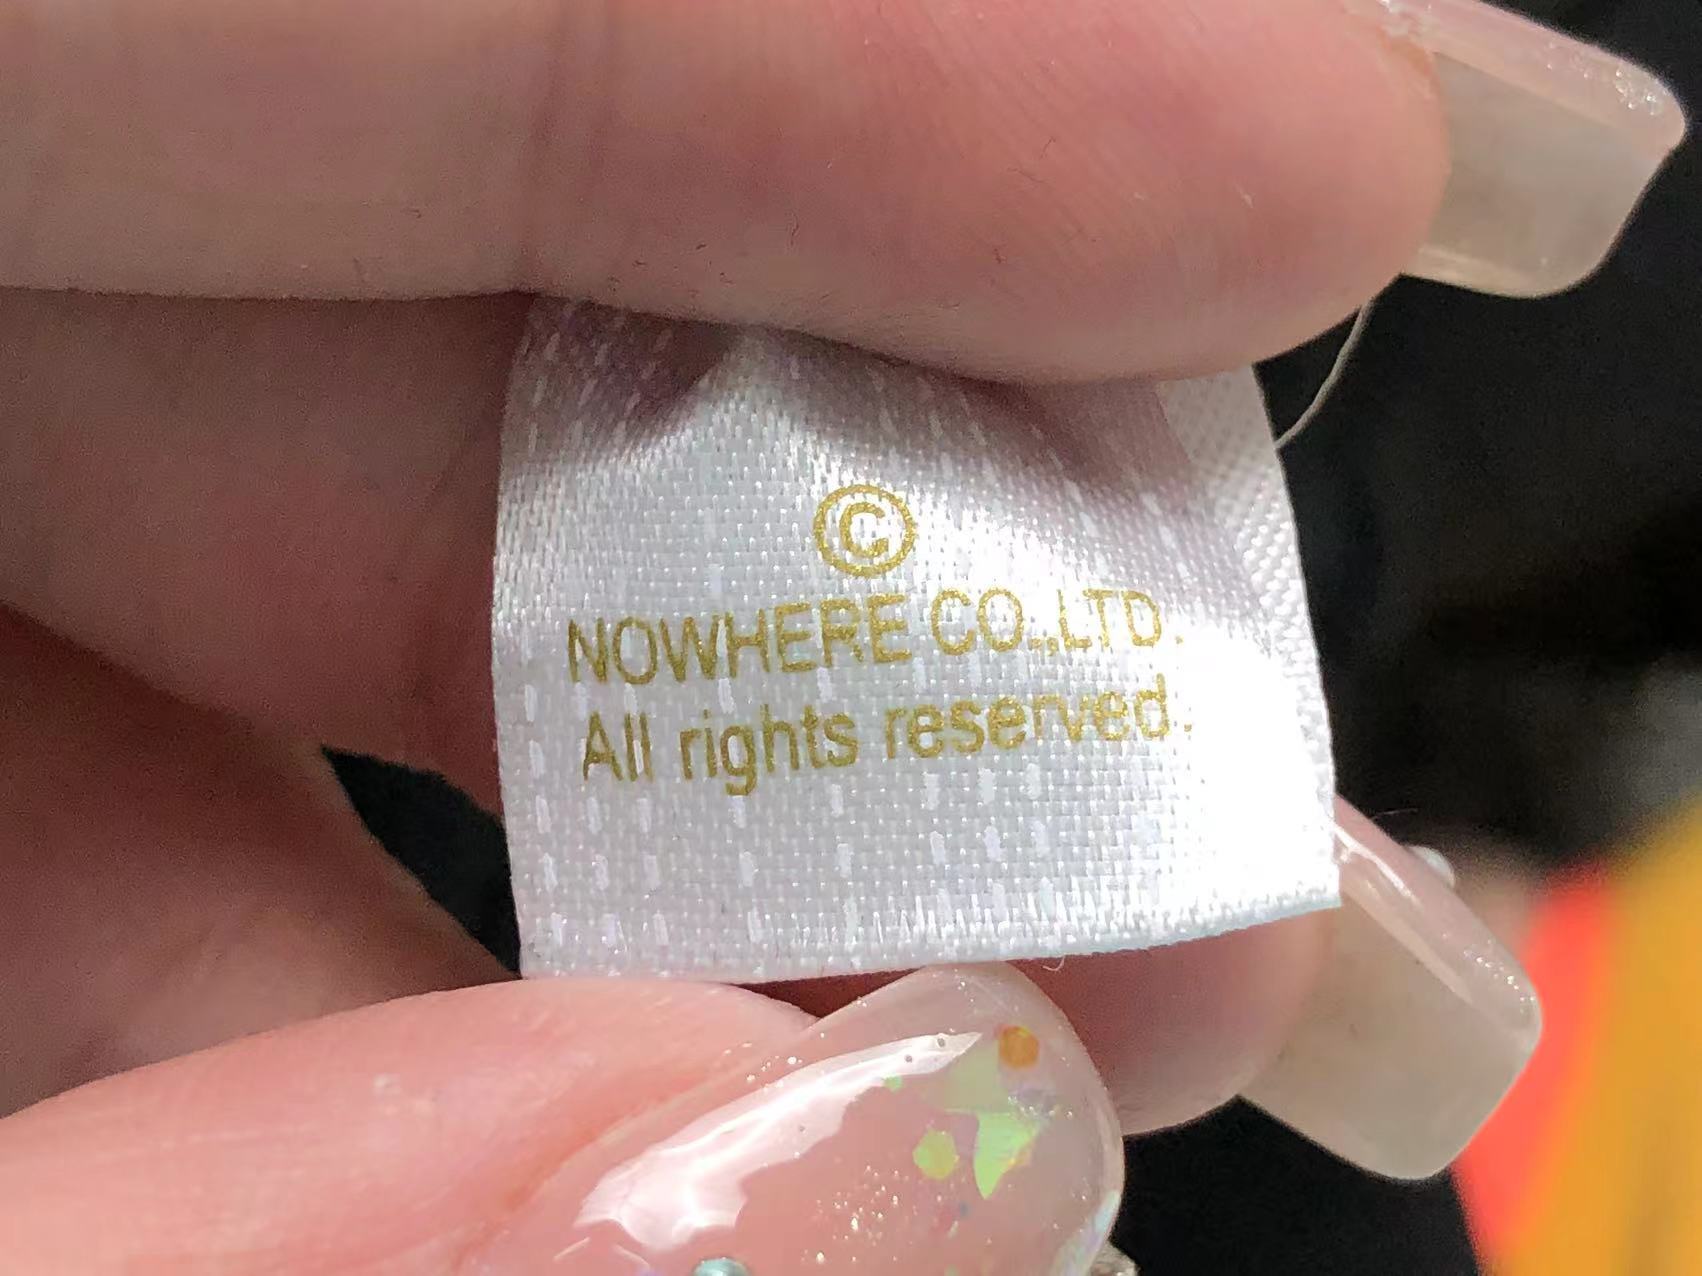 ©
NOWHERE CO.,LTD.
All rights reserved.